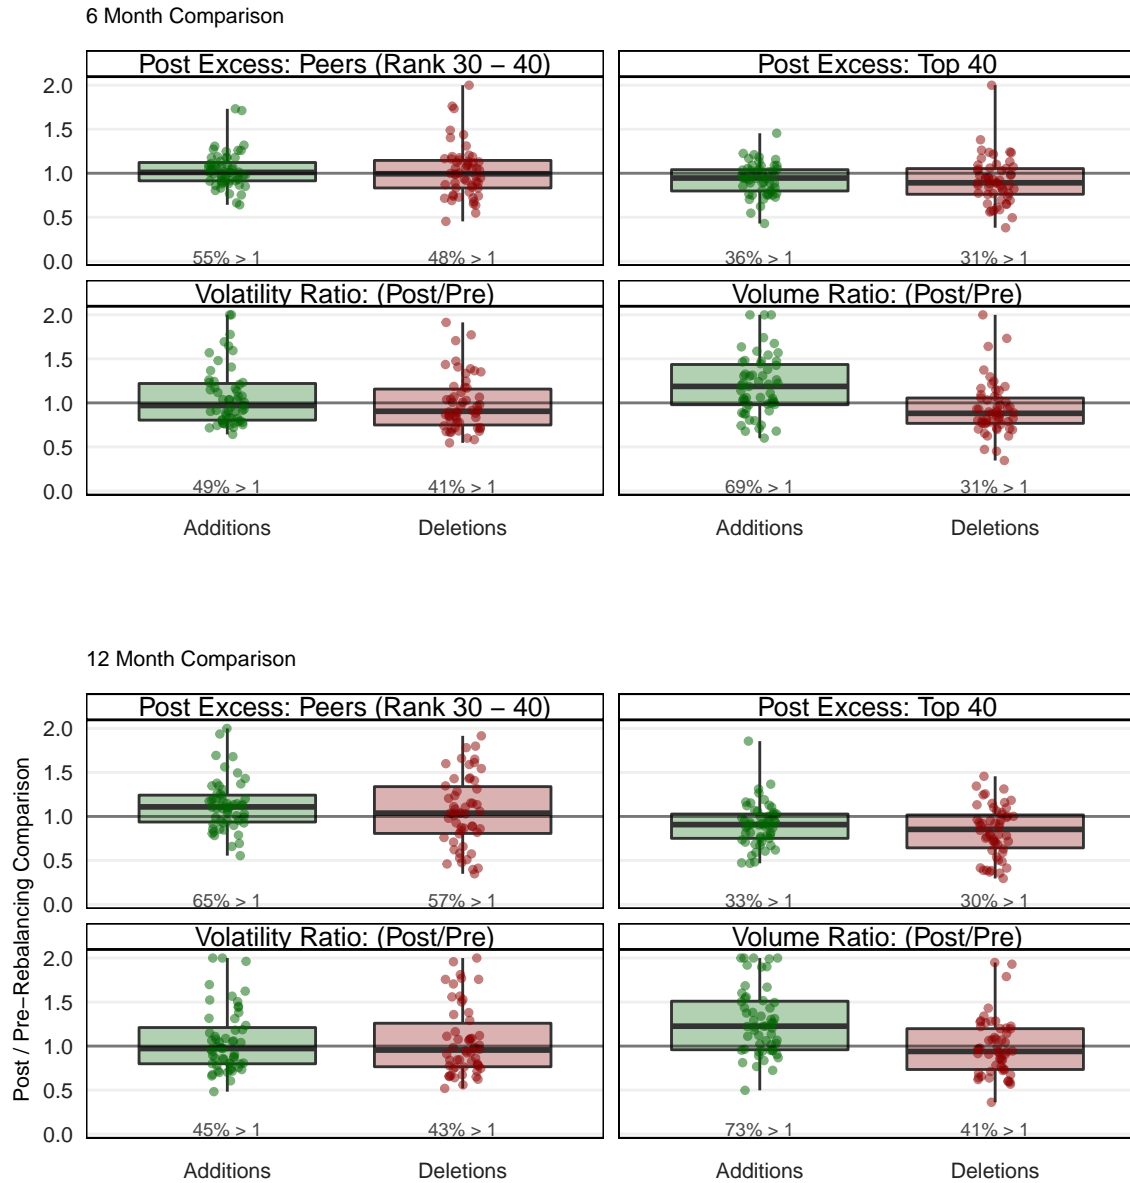 6 Month Comparison
Post Excess: Peers (Rank 30 − 40)
Post Excess: Top 40
2.0
1.5
1.0
0.5
0.0
55% > 1
48% > 1
36% > 1
31% > 1
Volatility Ratio: (Post/Pre)
Volume Ratio: (Post/Pre)
2.0
1.5
1.0
0.5
0.0
49% > 1
41% > 1
69% > 1
31% > 1
Additions
Deletions
Additions
Deletions
12 Month Comparison
Post / Pre−Rebalancing Comparison
Post Excess: Peers (Rank 30 − 40)
Post Excess: Top 40
2.0
1.5
1.0
0.5
0.0
65% > 1
57% > 1
33% > 1
30% > 1
Volatility Ratio: (Post/Pre)
Volume Ratio: (Post/Pre)
2.0
1.5
1.0
0.5
0.0
45% > 1
43% > 1
73% > 1
41% > 1
Additions
Deletions
Additions
Deletions